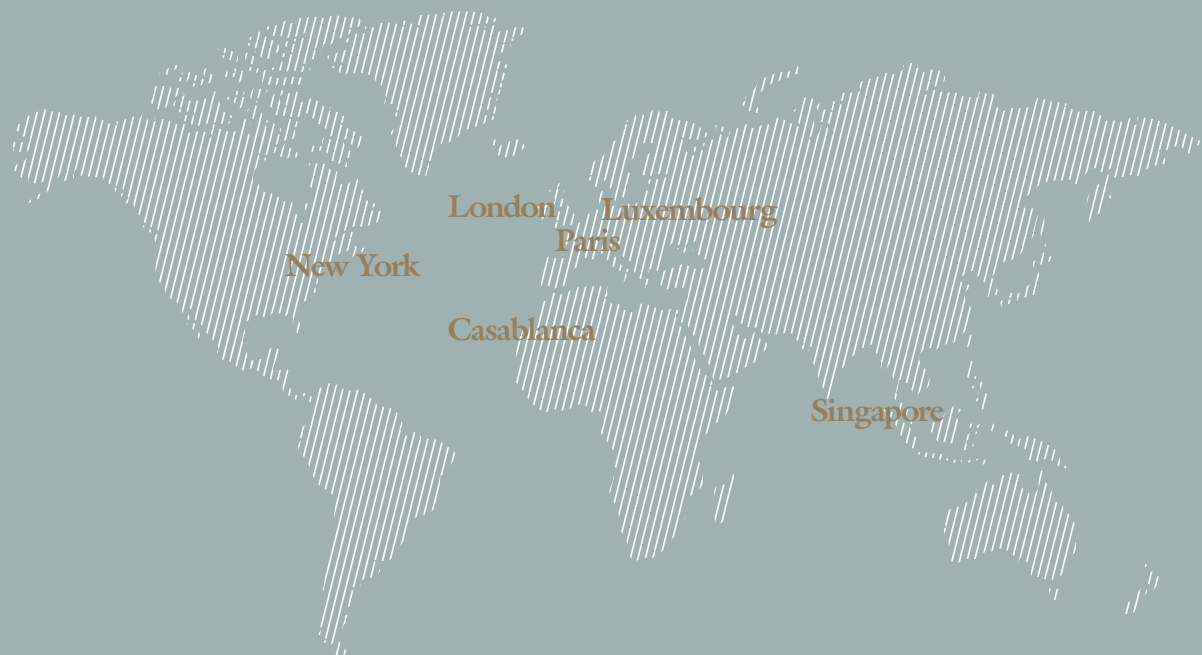 London
Luxembourg
Paris
New York
Casablanca
Singapore